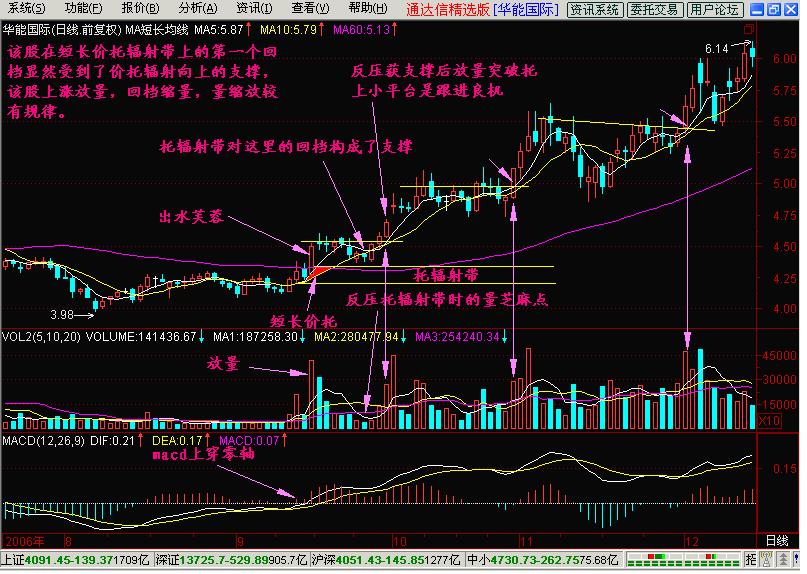 系统(S) 功能(F) 报价(B) 分析(A) 资讯(I) 查看(V) 帮助(H) 通达信精选版 [华能国际] 资讯系统 委托交易 用户论坛
华能国际(日线.前复权) MA短长均线 MA5:5.87↑ MA10:5.79↑ MA60:5.13↑
该股在短长价托辐射带上的第一个回
档显然受到了价托辐射向上的支撑,
该股上涨放量,回档缩量,量缩放较
有规律。
反压获支撑后放量突破托
上小平台是跟进良机
6.14
6.00
5.75
5.50
5.25
5.00
4.75
4.50
4.25
4.00
托辐射带对这里的回档构成了支撑
出水芙蓉
托辐射带
反压托辐射带时的量芝麻点
短长价托
3.98
VOL2(5,10,20) VOLUME:141436.67↓ MA1:187258.30↓ MA2:280477.94↓ MA3:254240.34↓
放量
45000
30000
15000
X10
MACD(12,26,9) DIF:0.21↑ DEA:0.17↑ MACD:0.07↑
macd上穿零轴
0.15
2006年 8 9 10 11 12 日线
上证4091.45-139.371709亿 深证13725.7-529.89905.7亿 沪深4051.43-145.851277亿 中小4730.73-262.7575.68亿